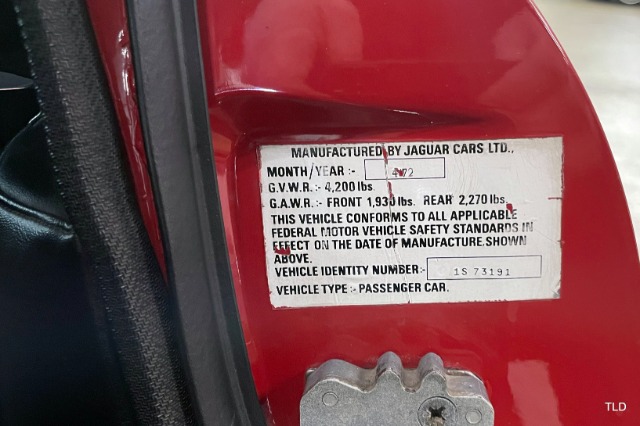 MANUFACTURED BY JAGUAR CARS LTD.,
MONTH/YEAR :- 4 72
G.V.W.R. :- 4,200 lbs.
G.A.W.R. :- FRONT 1,930 lbs. REAR 2,270 lbs.
THIS VEHICLE CONFORMS TO ALL APPLICABLE
FEDERAL MOTOR VEHICLE SAFETY STANDARDS IN
EFFECT ON THE DATE OF MANUFACTURE SHOWN
ABOVE.
VEHICLE IDENTITY NUMBER:- 1S 73191
VEHICLE TYPE :- PASSENGER CAR.
TLD